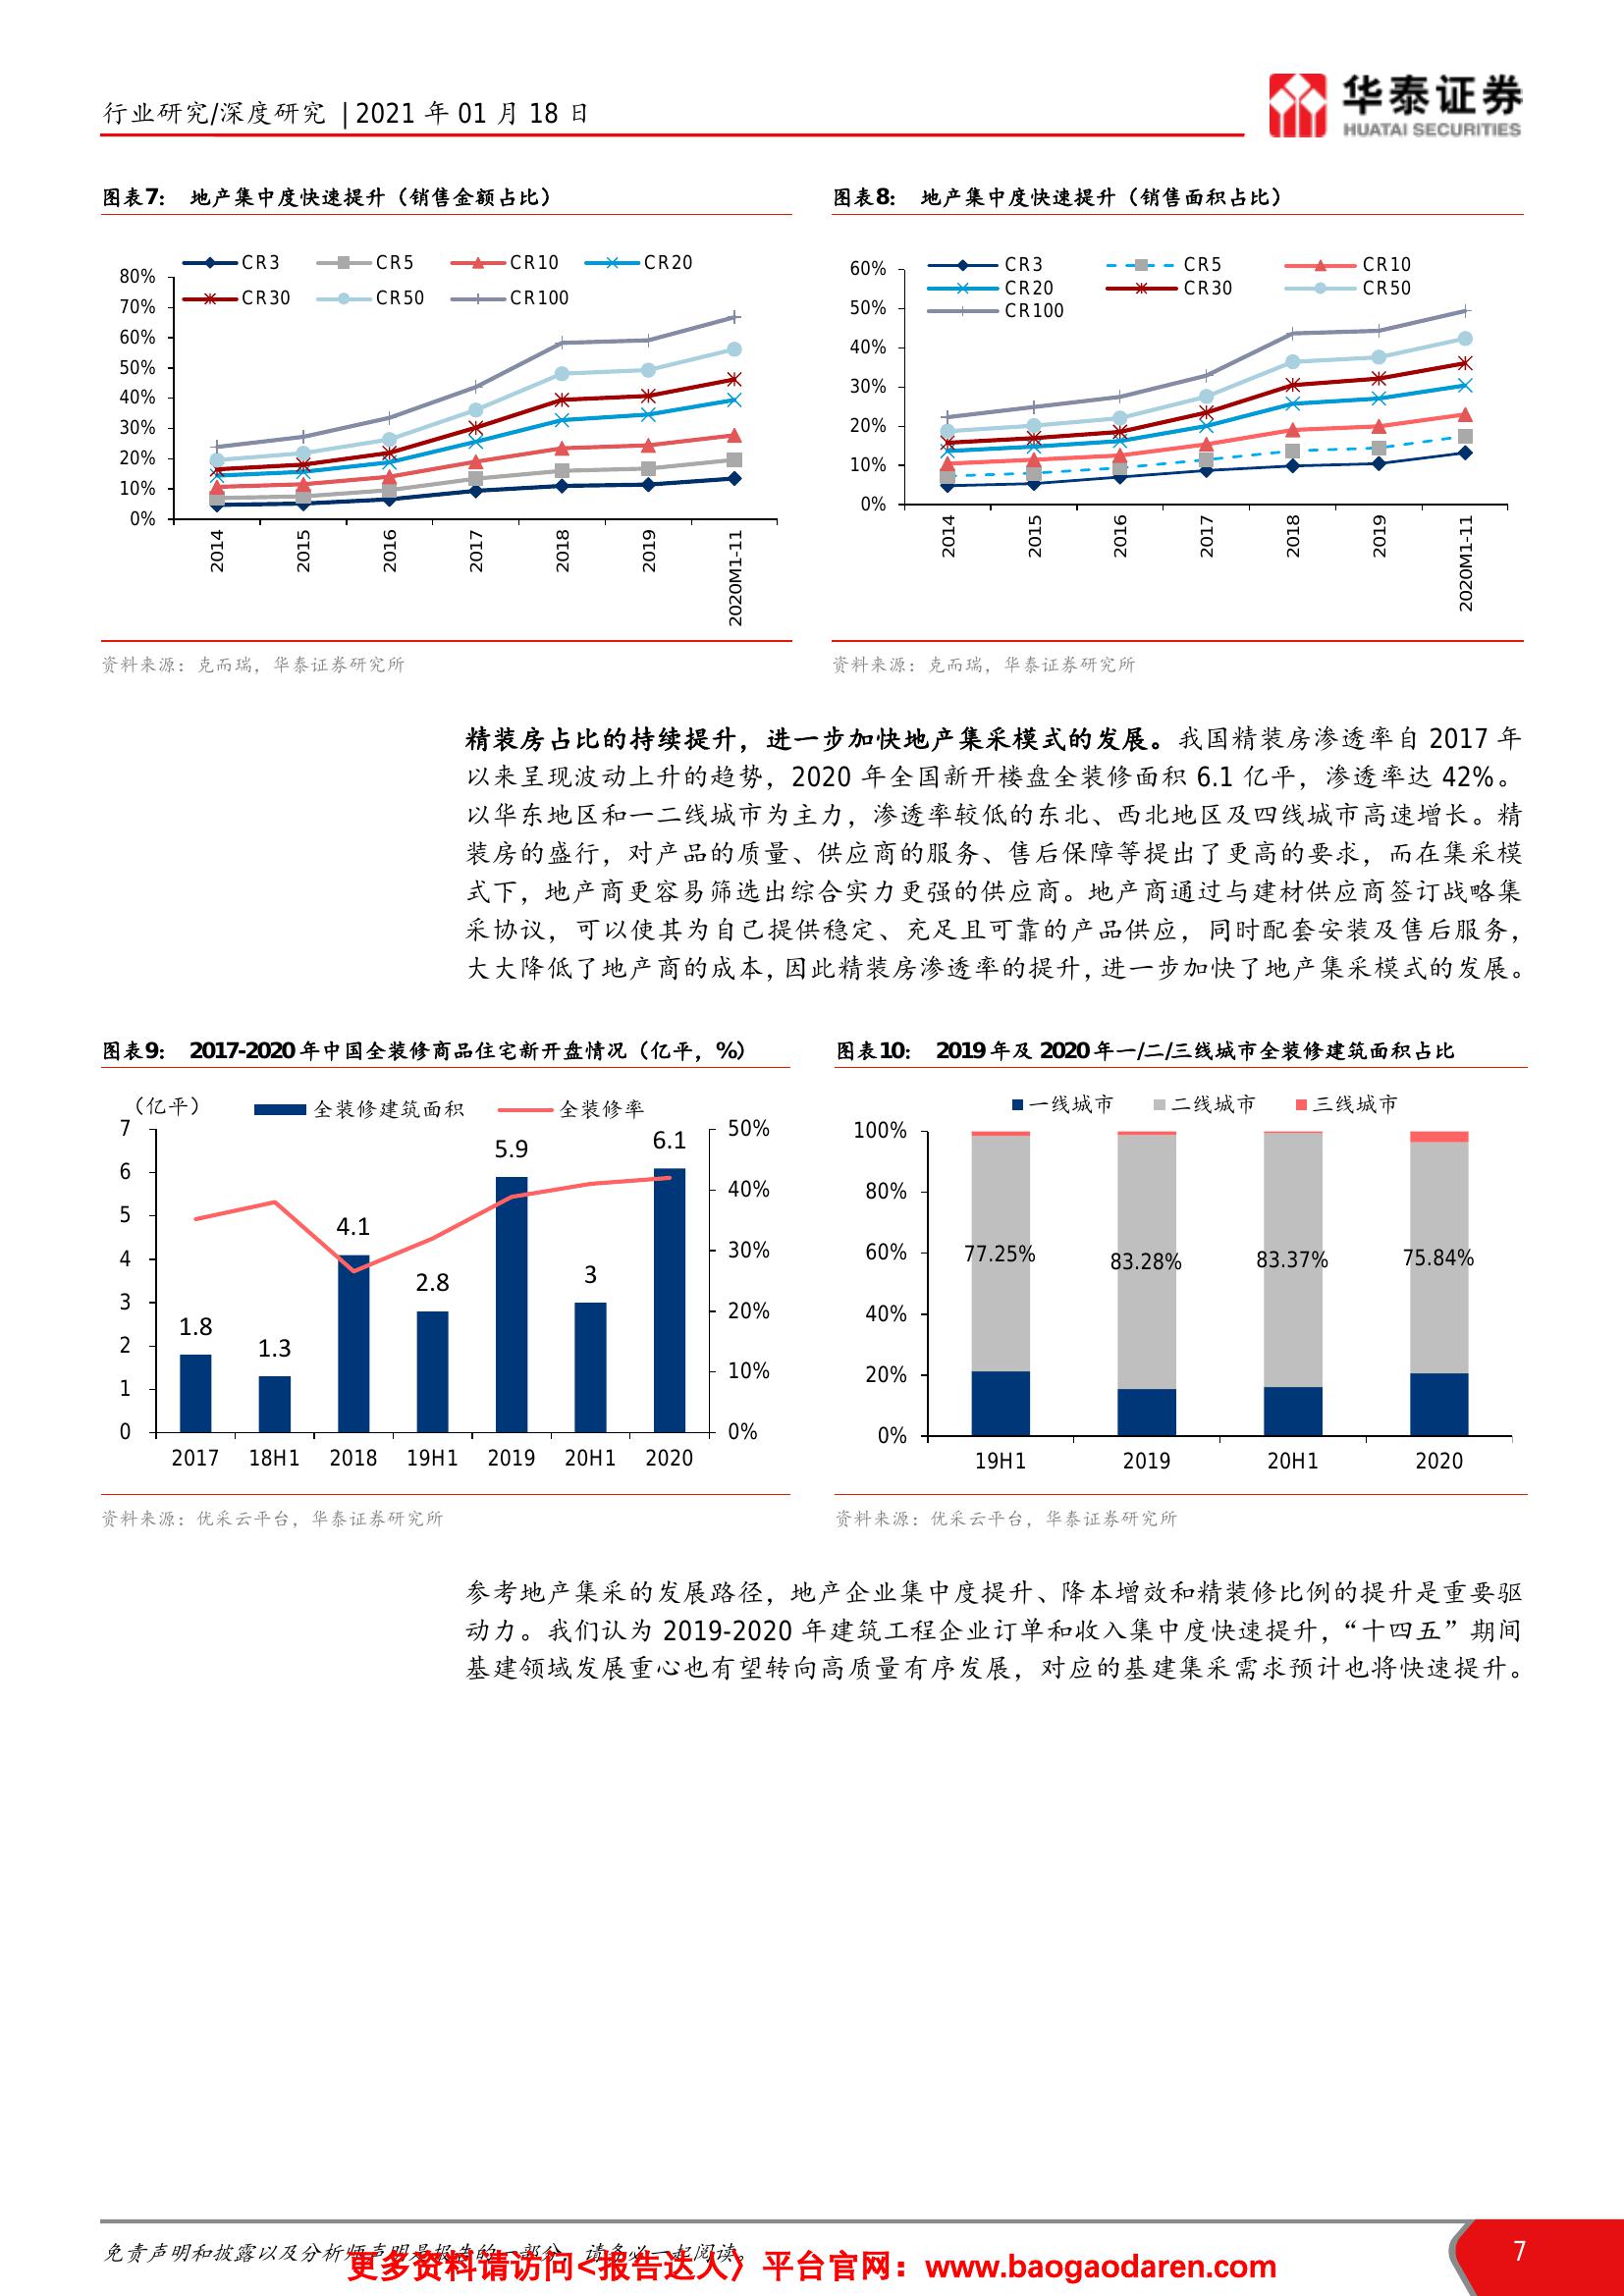 行业研究/深度研究 | 2021 年 01 月 18 日
华泰证券
HUATAI SECURITIES
图表7： 地产集中度快速提升（销售金额占比）
CR3 CR5 CR10 CR20
CR30 CR50 CR100
80%
70%
60%
50%
40%
30%
20%
10%
0%
2014 2015 2016 2017 2018 2019 2020M1-11
资料来源：克而瑞，华泰证券研究所
图表8： 地产集中度快速提升（销售面积占比）
CR3 CR5 CR10
CR20 CR30 CR50
CR100
60%
50%
40%
30%
20%
10%
0%
2014 2015 2016 2017 2018 2019 2020M1-11
资料来源：克而瑞，华泰证券研究所
精装房占比的持续提升，进一步加快地产集采模式的发展。我国精装房渗透率自 2017 年
以来呈现波动上升的趋势，2020 年全国新开楼盘全装修面积 6.1 亿平，渗透率达 42%。
以华东地区和一二线城市为主力，渗透率较低的东北、西北地区及四线城市高速增长。精
装房的盛行，对产品的质量、供应商的服务、售后保障等提出了更高的要求，而在集采模
式下，地产商更容易筛选出综合实力更强的供应商。地产商通过与建材供应商签订战略集
采协议，可以使其为自己提供稳定、充足且可靠的产品供应，同时配套安装及售后服务，
大大降低了地产商的成本，因此精装房渗透率的提升，进一步加快了地产集采模式的发展。
图表9： 2017-2020 年中国全装修商品住宅新开盘情况（亿平，%）
（亿平） 全装修建筑面积 全装修率
7
6
5
4
3
2
1
0
50%
40%
30%
20%
10%
0%
1.8 1.3 4.1 2.8 5.9 3 6.1
2017 18H1 2018 19H1 2019 20H1 2020
资料来源：优采云平台，华泰证券研究所
图表10： 2019 年及 2020 年一/二/三线城市全装修建筑面积占比
一线城市 二线城市 三线城市
100%
80%
60%
40%
20%
0%
77.25% 83.28% 83.37% 75.84%
19H1 2019 20H1 2020
资料来源：优采云平台，华泰证券研究所
参考地产集采的发展路径，地产企业集中度提升、降本增效和精装修比例的提升是重要驱
动力。我们认为 2019-2020 年建筑工程企业订单和收入集中度快速提升，“十四五”期间
基建领域发展重心也有望转向高质量有序发展，对应的基建集采需求预计也将快速提升。
免责声明和披露以及分析师声明是报告的一部分，请务必一起阅读。
7
更多资料请访问<报告达人〉平台官网：www.baogaodaren.com